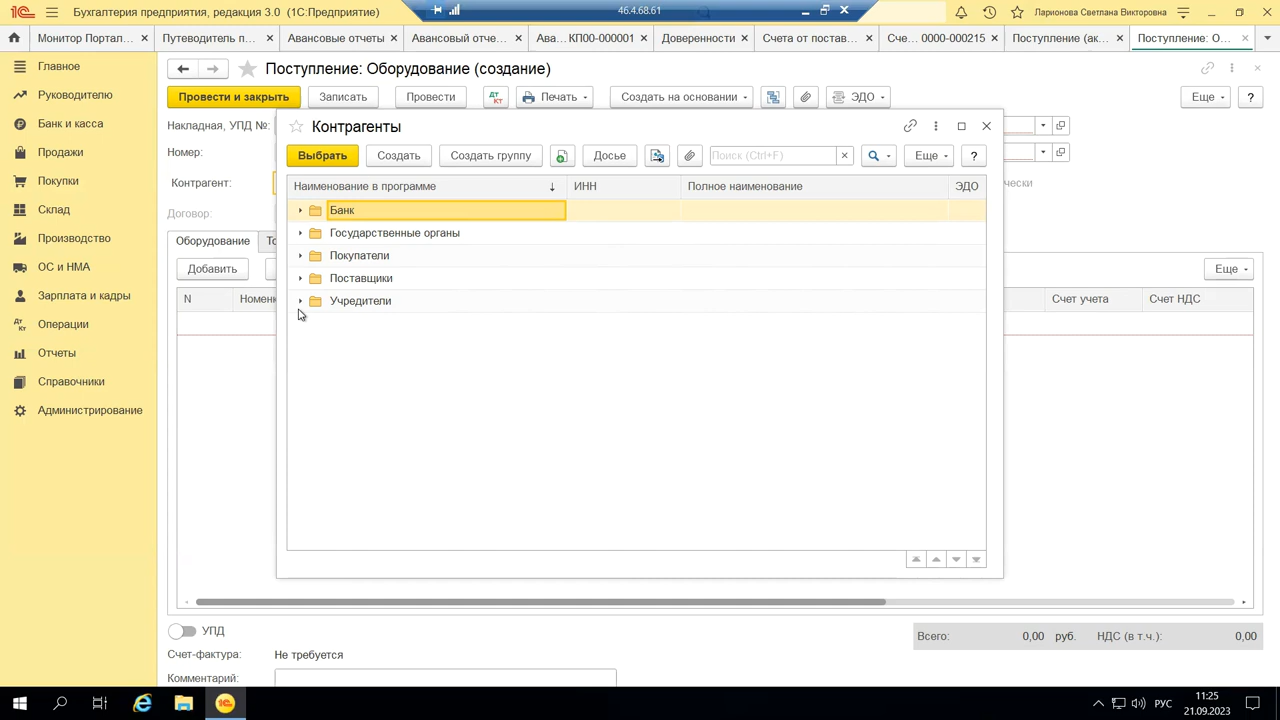 Бухгалтерия предприятия, редакция 3.0 (1С:Предприятие)
46.4.68.61
Ларионова Светлана Викторовна
Монитор Портал...
Путеводитель п...
Авансовые отчеты
Авансовый отче...
Ава...КП00-000001
Доверенности
Счета от постав...
Сче... 0000-000215
Поступление (ак...
Поступление: О...
Главное
Руководителю
Банк и касса
Продажи
Покупки
Склад
Производство
ОС и НМА
Зарплата и кадры
Операции
Отчеты
Справочники
Администрирование
Поступление: Оборудование (создание)
Провести и закрыть
Записать
Провести
Дт Кт
Печать
Создать на основании
ЭДО
Еще
?
Накладная, УПД №:
Номер:
Контрагент:
чески
Договор:
Оборудование
То
Добавить
Еще
N
Номен
Счет учета
Счет НДС
Контрагенты
Выбрать
Создать
Создать группу
Досье
Поиск (Ctrl+F)
Еще
?
Наименование в программе
ИНН
Полное наименование
ЭДО
Банк
Государственные органы
Покупатели
Поставщики
Учредители
УПД
Всего: 0,00 руб. НДС (в т.ч.): 0,00
Счет-фактура: Не требуется
Комментарий:
РУС
11:25
21.09.2023